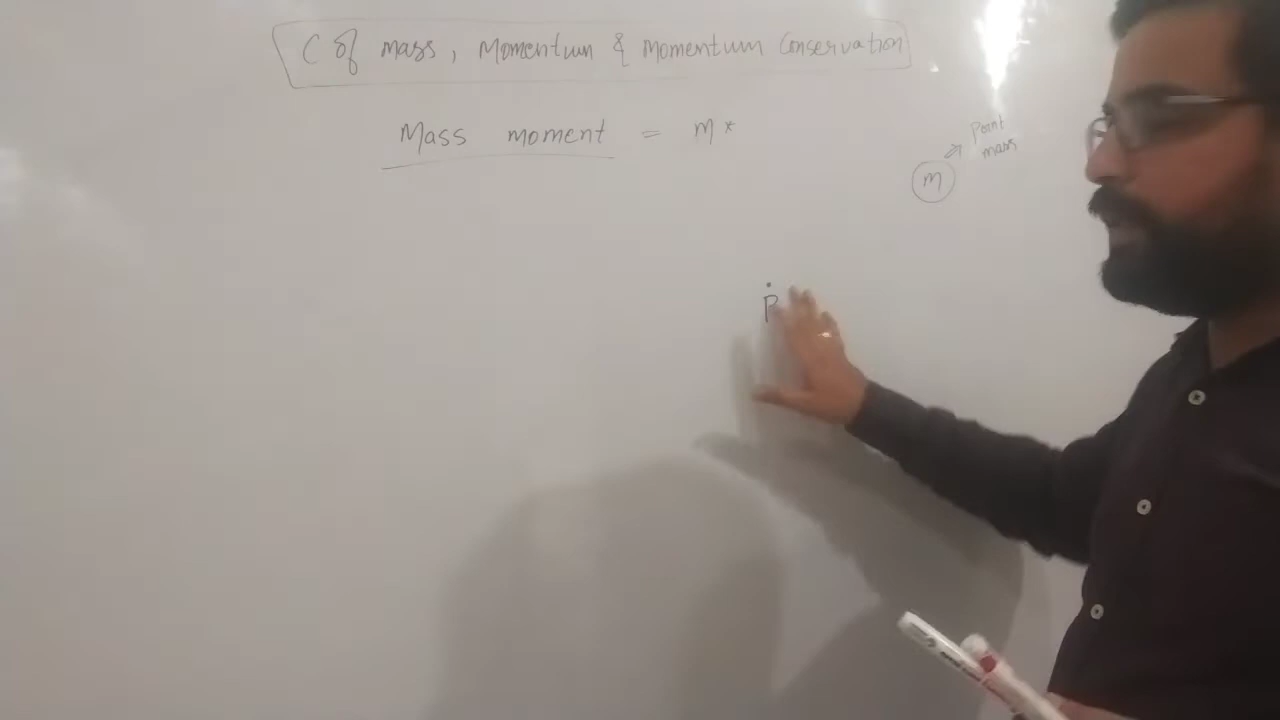 C of mass, Momentum & Momentum Conservation
Mass moment = m *
Point
mass
m
P